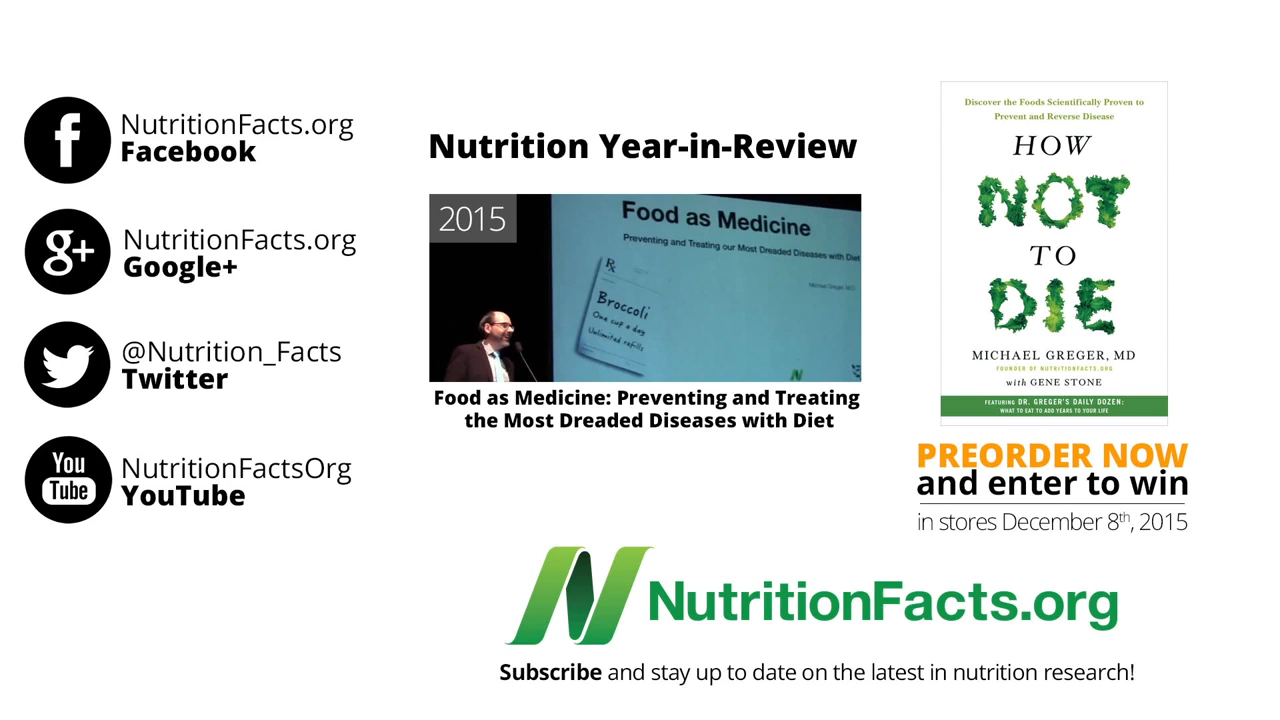 NutritionFacts.org
Facebook
NutritionFacts.org
Google+
@Nutrition_Facts
Twitter
You
Tube
NutritionFactsOrg
YouTube
Nutrition Year-in-Review
2015
Food as Medicine
Preventing and Treating our Most Dreaded Diseases with Diet
Broccoli
One cup a day
Unlimited refills
Food as Medicine: Preventing and Treating
the Most Dreaded Diseases with Diet
Discover the Foods Scientifically Proven to
Prevent and Reverse Disease
HOW
NOT
TO
DIE
MICHAEL GREGER, MD
FOUNDER OF NUTRITIONFACTS.ORG
with GENE STONE
FEATURING DR. GREGER'S DAILY DOZEN:
WHAT TO EAT TO ADD YEARS TO YOUR LIFE
PREORDER NOW
and enter to win
in stores December 8th, 2015
NutritionFacts.org
Subscribe and stay up to date on the latest in nutrition research!